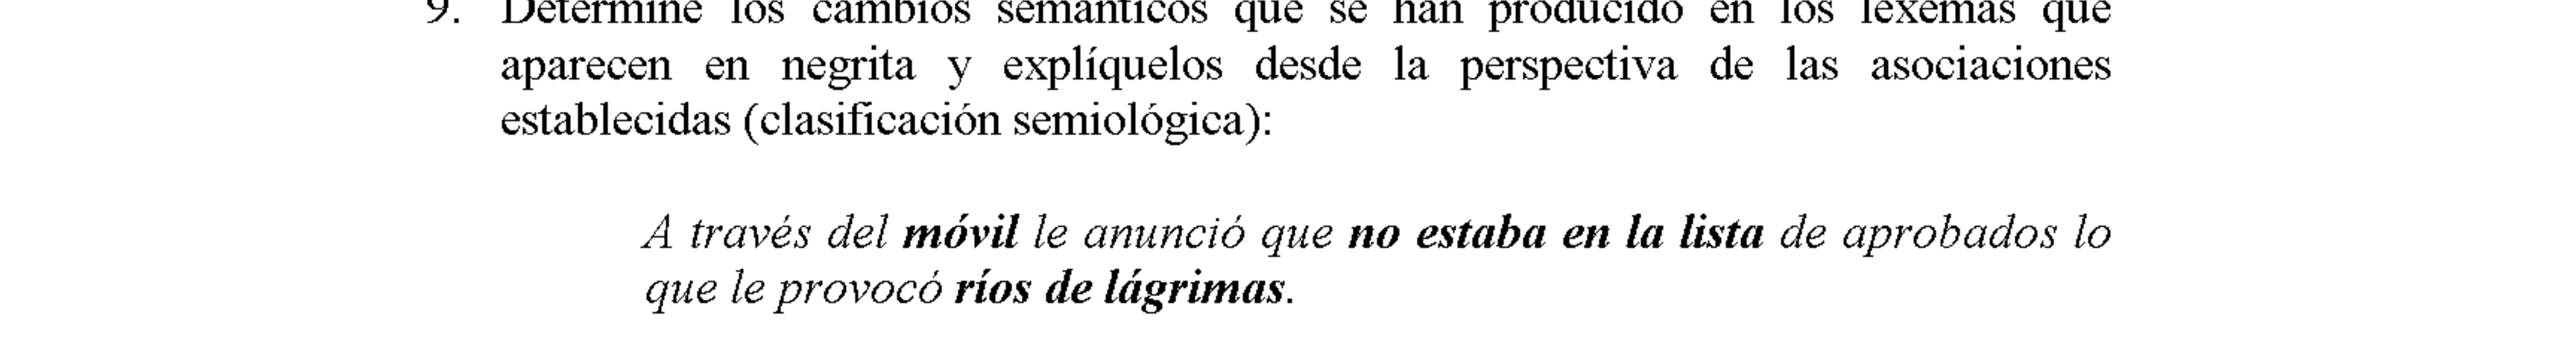 9. Determine los cambios semánticos que se han producido en los lexemas que
aparecen en negrita y explíquelos desde la perspectiva de las asociaciones
establecidas (clasificación semiológica):
A través del móvil le anunció que no estaba en la lista de aprobados lo
que le provocó ríos de lágrimas.